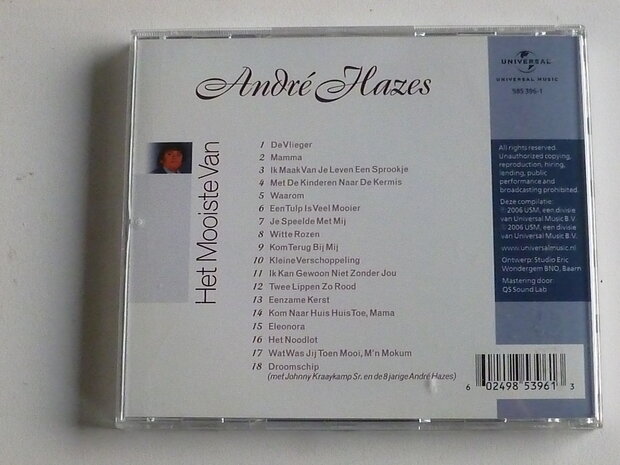 André Hazes
Het Mooiste Van
1 De Vlieger
2 Mamma
3 Ik Maak Van Je Leven Een Sprookje
4 Met De Kinderen Naar De Kermis
5 Waarom
6 Een Tulp Is Veel Mooier
7 Je Speelde Met Mij
8 Witte Rozen
9 Kom Terug Bij Mij
10 Kleine Verschoppeling
11 Ik Kan Gewoon Niet Zonder Jou
12 Twee Lippen Zo Rood
13 Eenzame Kerst
14 Kom Naar Huis Huis Toe, Mama
15 Eleonora
16 Het Noodlot
17 Wat Was Jij Toen Mooi, M'n Mokum
18 Droomschip
(met Johnny Kraaykamp Sr. en de 8 jarige André Hazes)
UNIVERSAL
UNIVERSAL MUSIC
985 396-1
All rights reserved.
Unauthorized copying,
reproduction, hiring,
lending, public
performance and
broadcasting prohibited.
Deze compilatie:
℗ 2006 USM, een divisie
van Universal Music B.V.
© 2006 USM, een divisie
van Universal Music B.V.
www.universalmusic.nl
Ontwerp: Studio Eric
Wondergem BNO, Baarn
Mastering door:
QS Sound Lab
6 02498 53961 3